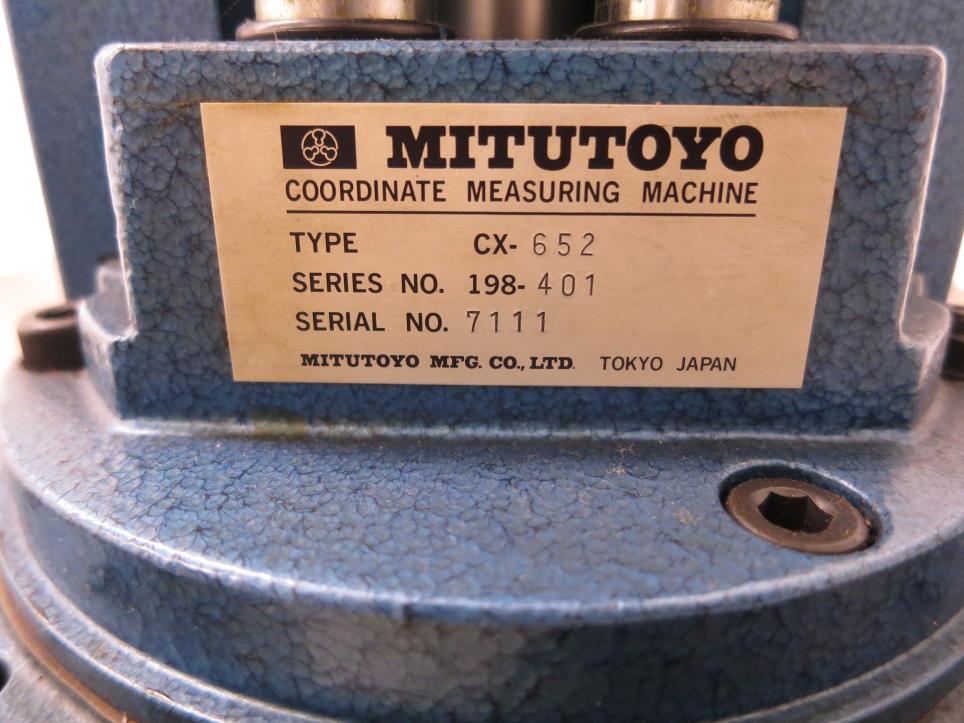 MITUTOYO
COORDINATE MEASURING MACHINE
TYPE CX-652
SERIES NO. 198-401
SERIAL NO. 7111
MITUTOYO MFG. CO., LTD. TOKYO JAPAN